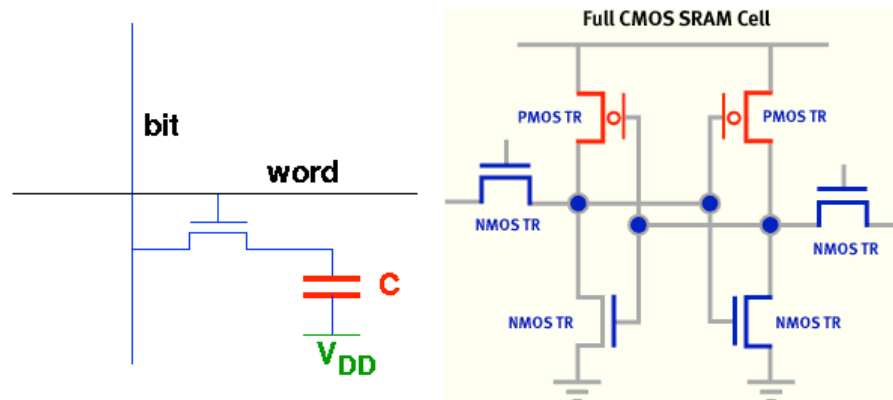 bit
word
C
VDD
Full CMOS SRAM Cell
PMOS TR
PMOS TR
NMOS TR
NMOS TR
NMOS TR
NMOS TR